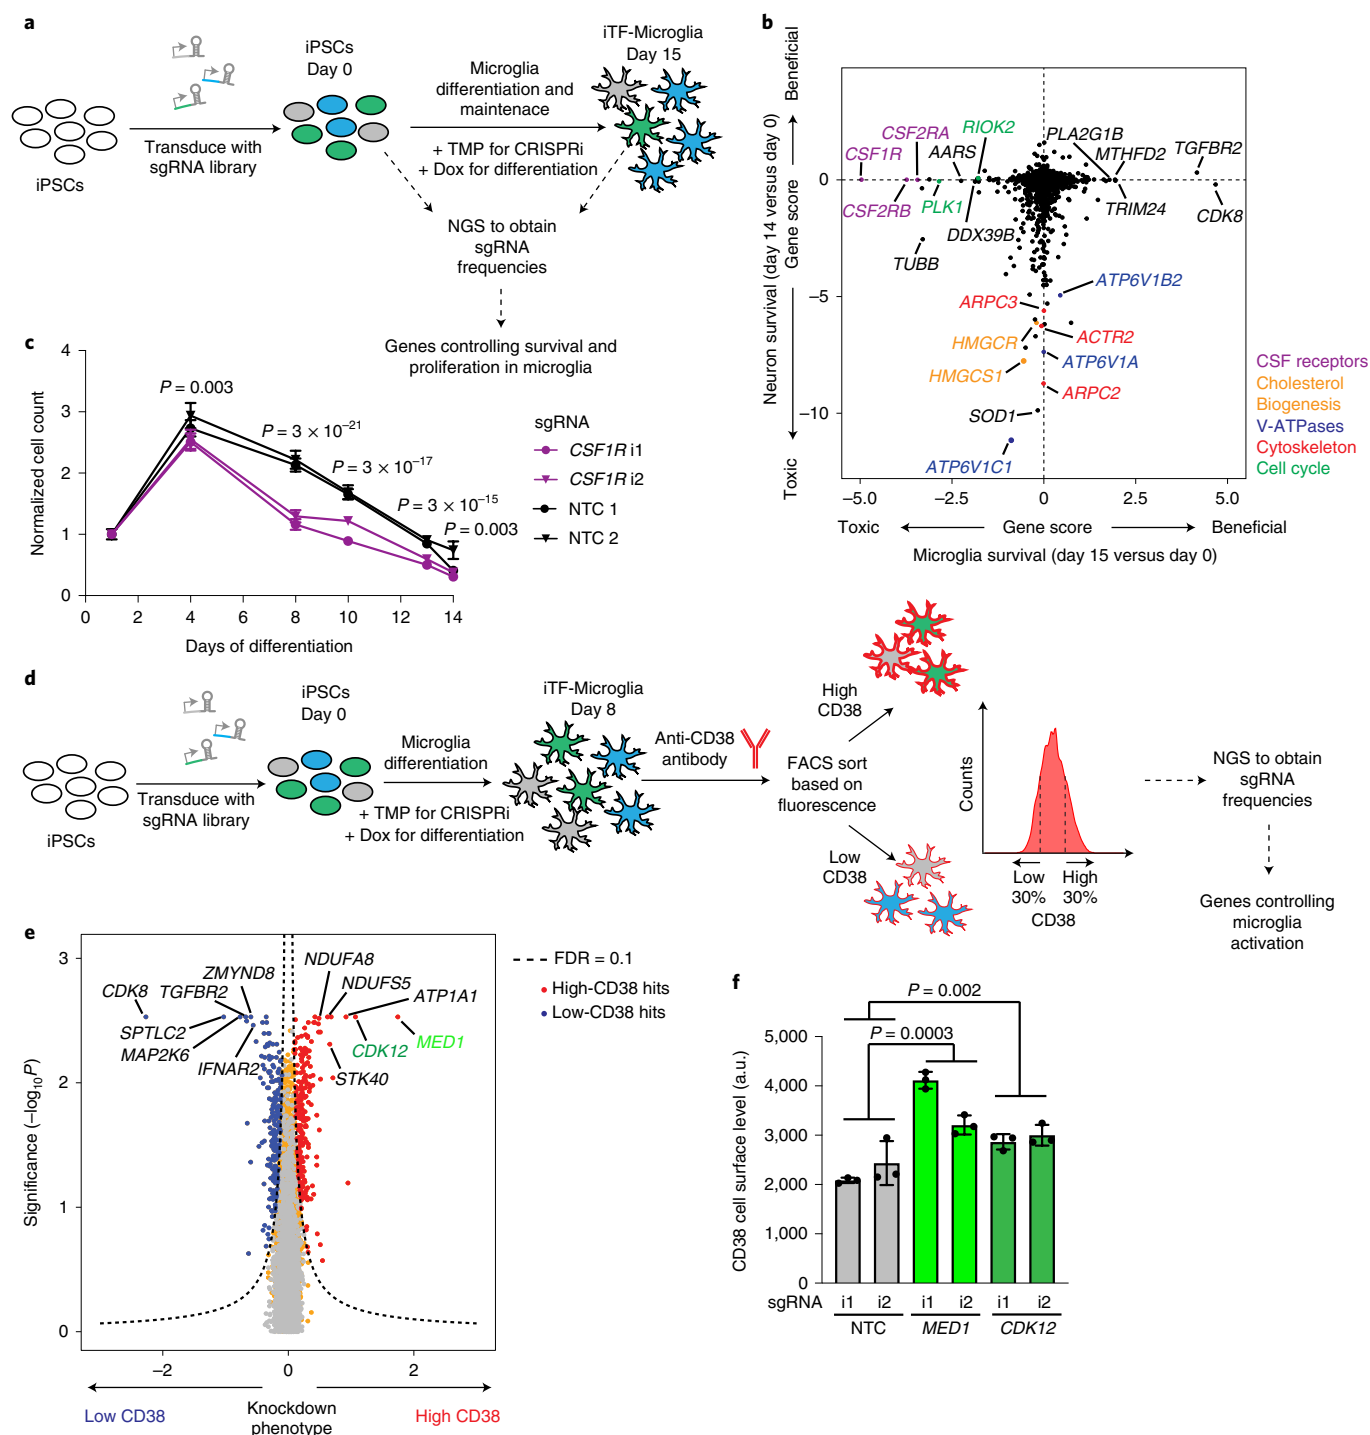 a
iPSCs
Transduce with
sgRNA library
iPSCs
Day 0
Microglia
differentiation and
maintenace
+ TMP for CRISPRi
+ Dox for differentiation
iTF-Microglia
Day 15
NGS to obtain
sgRNA
frequencies
Genes controlling survival and
proliferation in microglia
b
Neuron survival (day 14 versus day 0)
Toxic
Gene score
Beneficial
0
−5
−10
CSF1R
CSF2RA
RIOK2
AARS
CSF2RB
PLK1
DDX39B
TUBB
PLA2G1B
MTHFD2
TGFBR2
TRIM24
CDK8
ATP6V1B2
ARPC3
HMGCR
ACTR2
HMGCS1
ATP6V1A
ARPC2
SOD1
ATP6V1C1
−5.0
−2.5
0
2.5
5.0
Toxic
Gene score
Beneficial
Microglia survival (day 15 versus day 0)
CSF receptors
Cholesterol
Biogenesis
V-ATPases
Cytoskeleton
Cell cycle
c
Normalized cell count
4
3
2
1
0
P = 0.003
P = 3 × 10−21
P = 3 × 10−17
P = 3 × 10−15
P = 0.003
0
2
4
6
8
10
12
14
Days of differentiation
sgRNA
CSF1R i1
CSF1R i2
NTC 1
NTC 2
d
iPSCs
Transduce with
sgRNA library
iPSCs
Day 0
Microglia
differentiation
+ TMP for CRISPRi
+ Dox for differentiation
iTF-Microglia
Day 8
Anti-CD38
antibody
High
CD38
FACS sort
based on
fluorescence
Low
CD38
Counts
Low
30%
High
30%
CD38
NGS to obtain
sgRNA
frequencies
Genes controlling
microglia
activation
e
Significance (−log10P)
3
2
1
0
CDK8
TGFBR2
ZMYND8
SPTLC2
MAP2K6
IFNAR2
NDUFA8
NDUFS5
ATP1A1
CDK12
MED1
STK40
−2
0
2
Low CD38
Knockdown
phenotype
High CD38
FDR = 0.1
High-CD38 hits
Low-CD38 hits
f
CD38 cell surface level (a.u.)
P = 0.002
P = 0.0003
5,000
4,000
3,000
2,000
1,000
0
sgRNA
i1
i2
i1
i2
i1
i2
NTC
MED1
CDK12